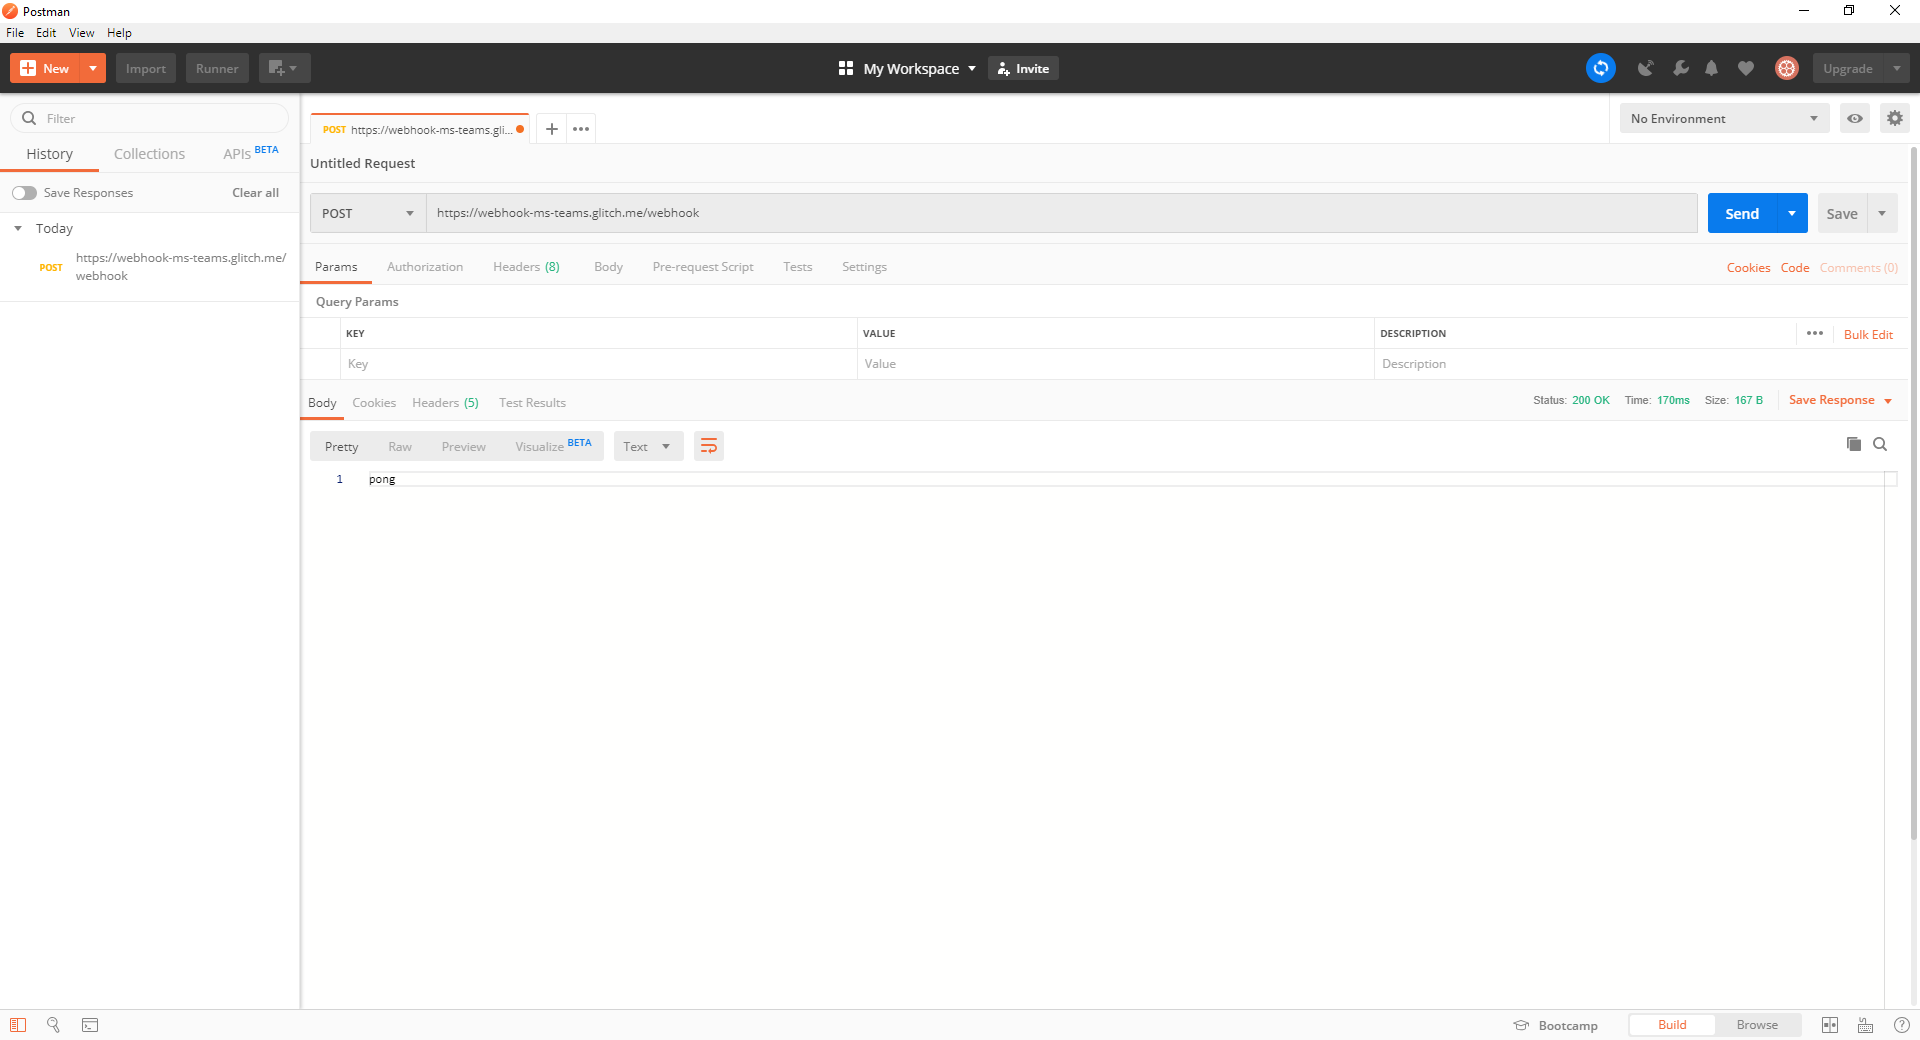 Postman
File Edit View Help
New Import Runner My Workspace Invite Upgrade
Filter
History Collections APIs BETA
Save Responses Clear all
Today
POST https://webhook-ms-teams.glitch.me/
webhook
POST https://webhook-ms-teams.gli... No Environment
Untitled Request
POST https://webhook-ms-teams.glitch.me/webhook Send Save
Params Authorization Headers (8) Body Pre-request Script Tests Settings Cookies Code Comments (0)
Query Params
KEY VALUE DESCRIPTION Bulk Edit
Key Value Description
Body Cookies Headers (5) Test Results Status: 200 OK Time: 170ms Size: 167 B Save Response
Pretty Raw Preview Visualize BETA Text
1 pong
Bootcamp Build Browse